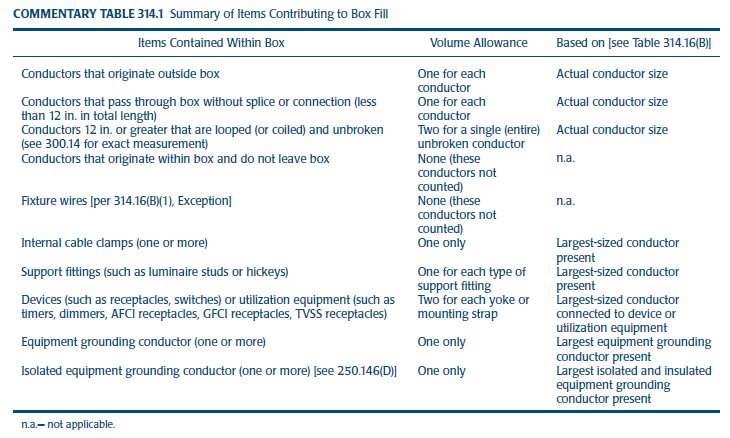 COMMENTARY TABLE 314.1 Summary of Items Contributing to Box Fill
Items Contained Within Box Volume Allowance Based on [see Table 314.16(B)]
Conductors that originate outside box One for each conductor Actual conductor size
Conductors that pass through box without splice or connection (less than 12 in. in total length) One for each conductor Actual conductor size
Conductors 12 in. or greater that are looped (or coiled) and unbroken (see 300.14 for exact measurement) Two for a single (entire) unbroken conductor Actual conductor size
Conductors that originate within box and do not leave box None (these conductors not counted) n.a.
Fixture wires [per 314.16(B)(1), Exception] None (these conductors not counted) n.a.
Internal cable clamps (one or more) One only Largest-sized conductor present
Support fittings (such as luminaire studs or hickeys) One for each type of support fitting Largest-sized conductor present
Devices (such as receptacles, switches) or utilization equipment (such as timers, dimmers, AFCI receptacles, GFCI receptacles, TVSS receptacles) Two for each yoke or mounting strap Largest-sized conductor connected to device or utilization equipment
Equipment grounding conductor (one or more) One only Largest equipment grounding conductor present
Isolated equipment grounding conductor (one or more) [see 250.146(D)] One only Largest isolated and insulated equipment grounding conductor present
n.a.— not applicable.